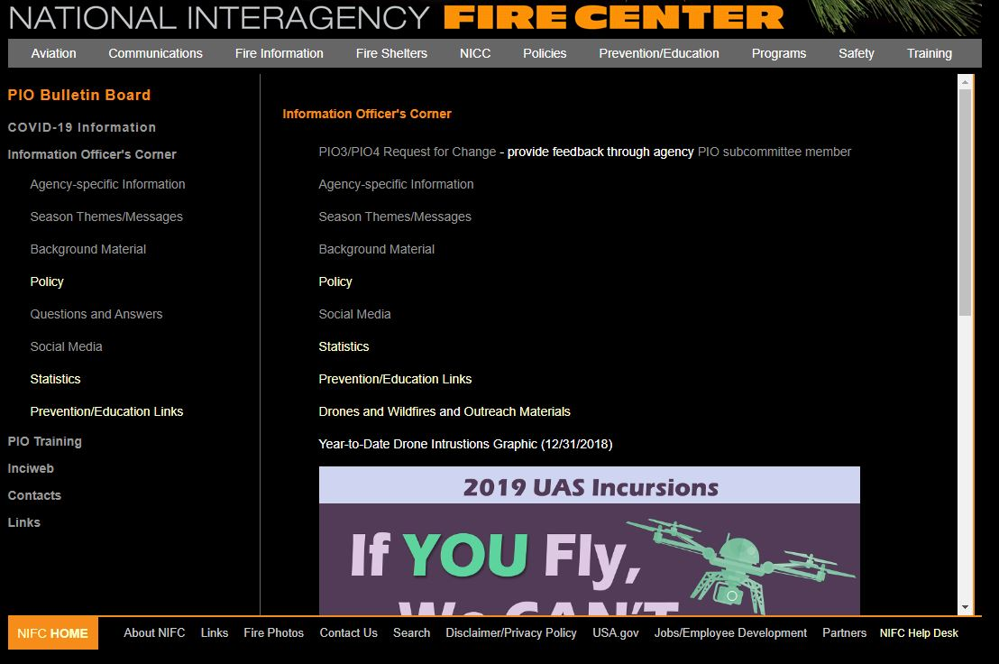 NATIONAL INTERAGENCY FIRE CENTER
Aviation Communications Fire Information Fire Shelters NICC Policies Prevention/Education Programs Safety Training
PIO Bulletin Board
COVID-19 Information
Information Officer's Corner
Agency-specific Information
Season Themes/Messages
Background Material
Policy
Questions and Answers
Social Media
Statistics
Prevention/Education Links
PIO Training
Inciweb
Contacts
Links
Information Officer's Corner
PIO3/PIO4 Request for Change - provide feedback through agency PIO subcommittee member
Agency-specific Information
Season Themes/Messages
Background Material
Policy
Social Media
Statistics
Prevention/Education Links
Drones and Wildfires and Outreach Materials
Year-to-Date Drone Intrustions Graphic (12/31/2018)
2019 UAS Incursions
If YOU Fly,
We CAN'T
NIFC HOME About NIFC Links Fire Photos Contact Us Search Disclaimer/Privacy Policy USA.gov Jobs/Employee Development Partners NIFC Help Desk